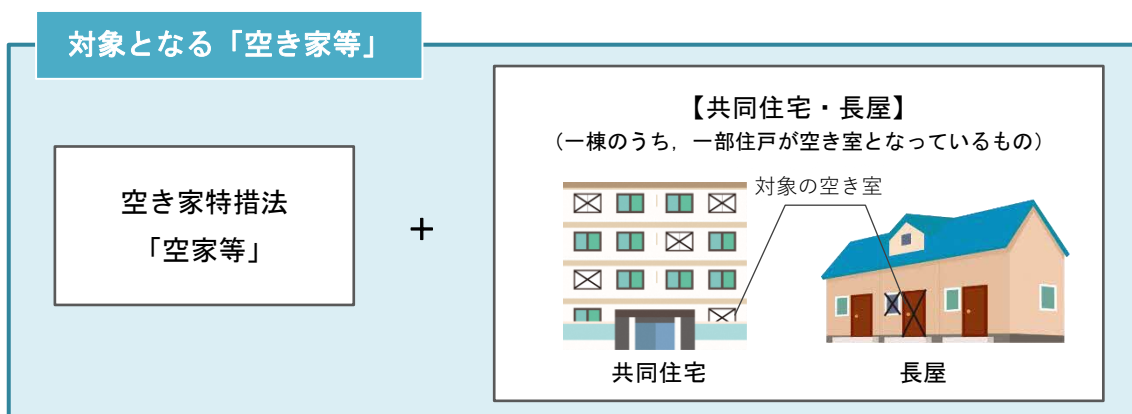 対象となる「空き家等」
空き家特措法
「空家等」
+
【共同住宅・長屋】
（一棟のうち，一部住戸が空き室となっているもの）
対象の空き室
共同住宅
長屋